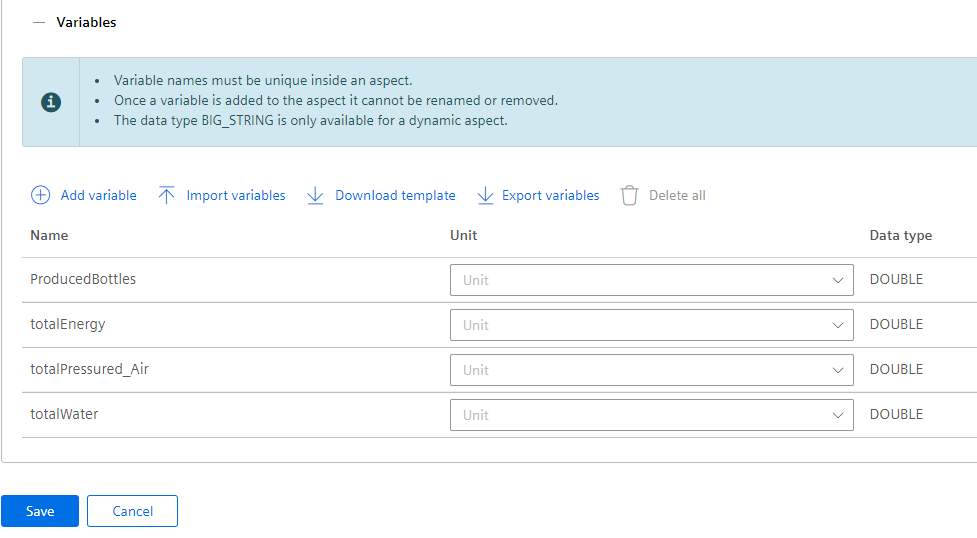 Variables
Variable names must be unique inside an aspect.
Once a variable is added to the aspect it cannot be renamed or removed.
The data type BIG_STRING is only available for a dynamic aspect.
Add variable Import variables Download template Export variables Delete all
Name Unit Data type
ProducedBottles Unit DOUBLE
totalEnergy Unit DOUBLE
totalPressured_Air Unit DOUBLE
totalWater Unit DOUBLE
Save Cancel